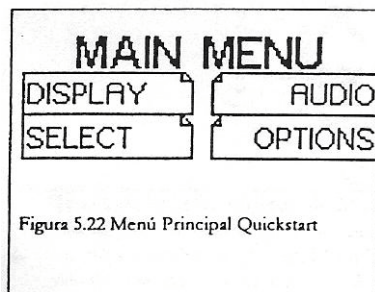 MAIN MENU
DISPLAY AUDIO
SELECT OPTIONS
Figura 5.22 Menú Principal Quickstart